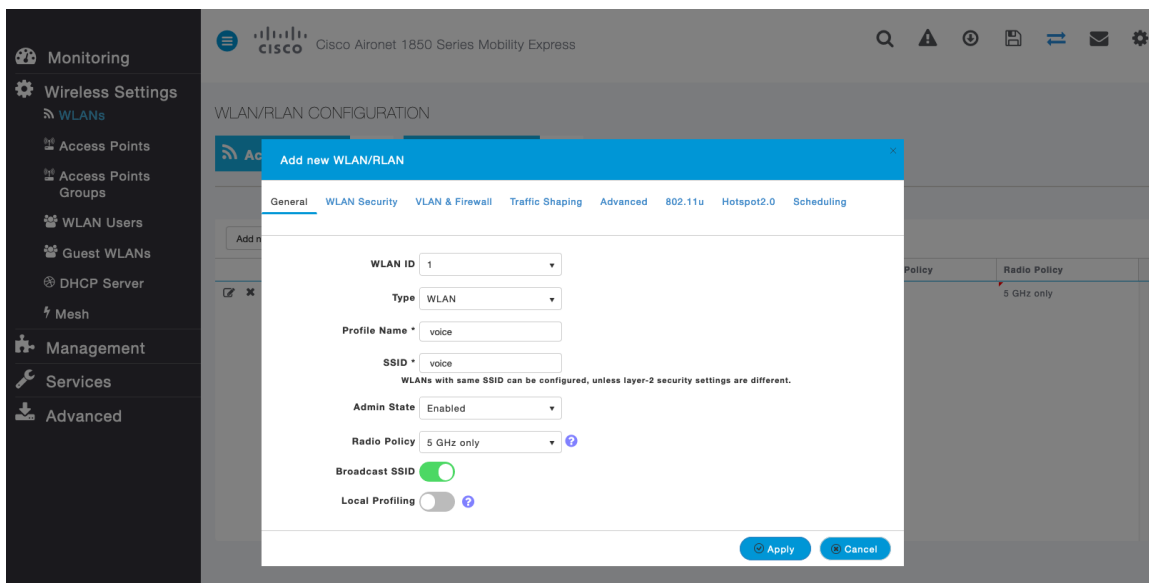 CISCO Cisco Aironet 1850 Series Mobility Express
Monitoring
Wireless Settings
WLANs
Access Points
Access Points
Groups
WLAN Users
Guest WLANs
DHCP Server
Mesh
Management
Services
Advanced
WLAN/RLAN CONFIGURATION
Ac
Add new WLAN/RLAN
×
General WLAN Security VLAN & Firewall Traffic Shaping Advanced 802.11u Hotspot2.0 Scheduling
Add n
Policy Radio Policy
5 GHz only
WLAN ID 1
Type WLAN
Profile Name * voice
SSID * voice
WLANs with same SSID can be configured, unless layer-2 security settings are different.
Admin State Enabled
Radio Policy 5 GHz only ?
Broadcast SSID
Local Profiling ?
Apply Cancel